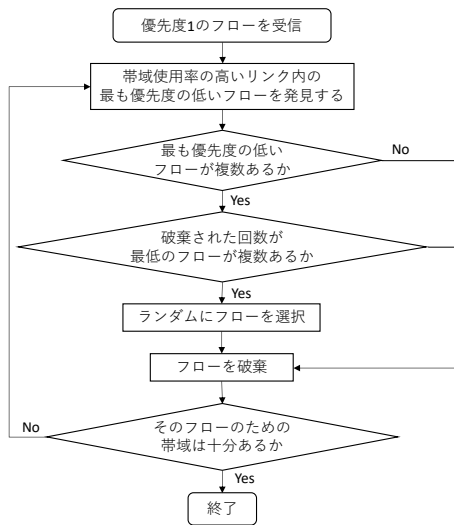 優先度1のフローを受信
帯域使用率の高いリンク内の
最も優先度の低いフローを発見する
最も優先度の低い
フローが複数あるか
No
Yes
破棄された回数が
最低のフローが複数あるか
Yes
ランダムにフローを選択
フローを破棄
No
そのフローのための
帯域は十分あるか
Yes
終了